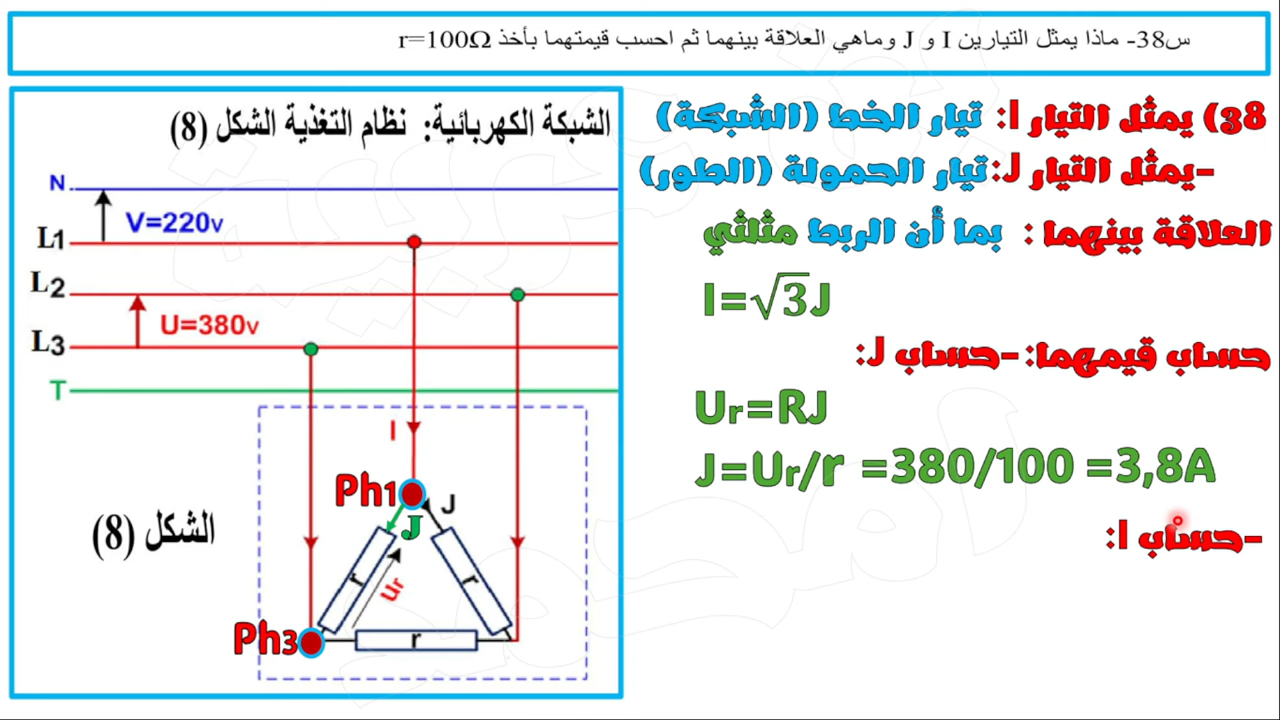 س38- ماذا يمثل التيارين I و J وماهي العلاقة بينهما ثم احسب قيمتهما بأخذ r=100Ω
الشبكة الكهربائية: نظام التغذية الشكل (8)
N
V=220v
L1
L2
U=380v
L3
T
I
Ph1
J
J
الشكل (8)
r
Ur
r
Ph3
r
38) يمثل التيار I: تيار الخط (الشبكة)
-يمثل التيار J: تيار الحمولة (الطور)
العلاقة بينهما : بما أن الربط مثلثي
I=√3J
حساب قيمهما: -حساب J:
Ur=RJ
J=Ur/r =380/100 =3,8A
-حساب I: